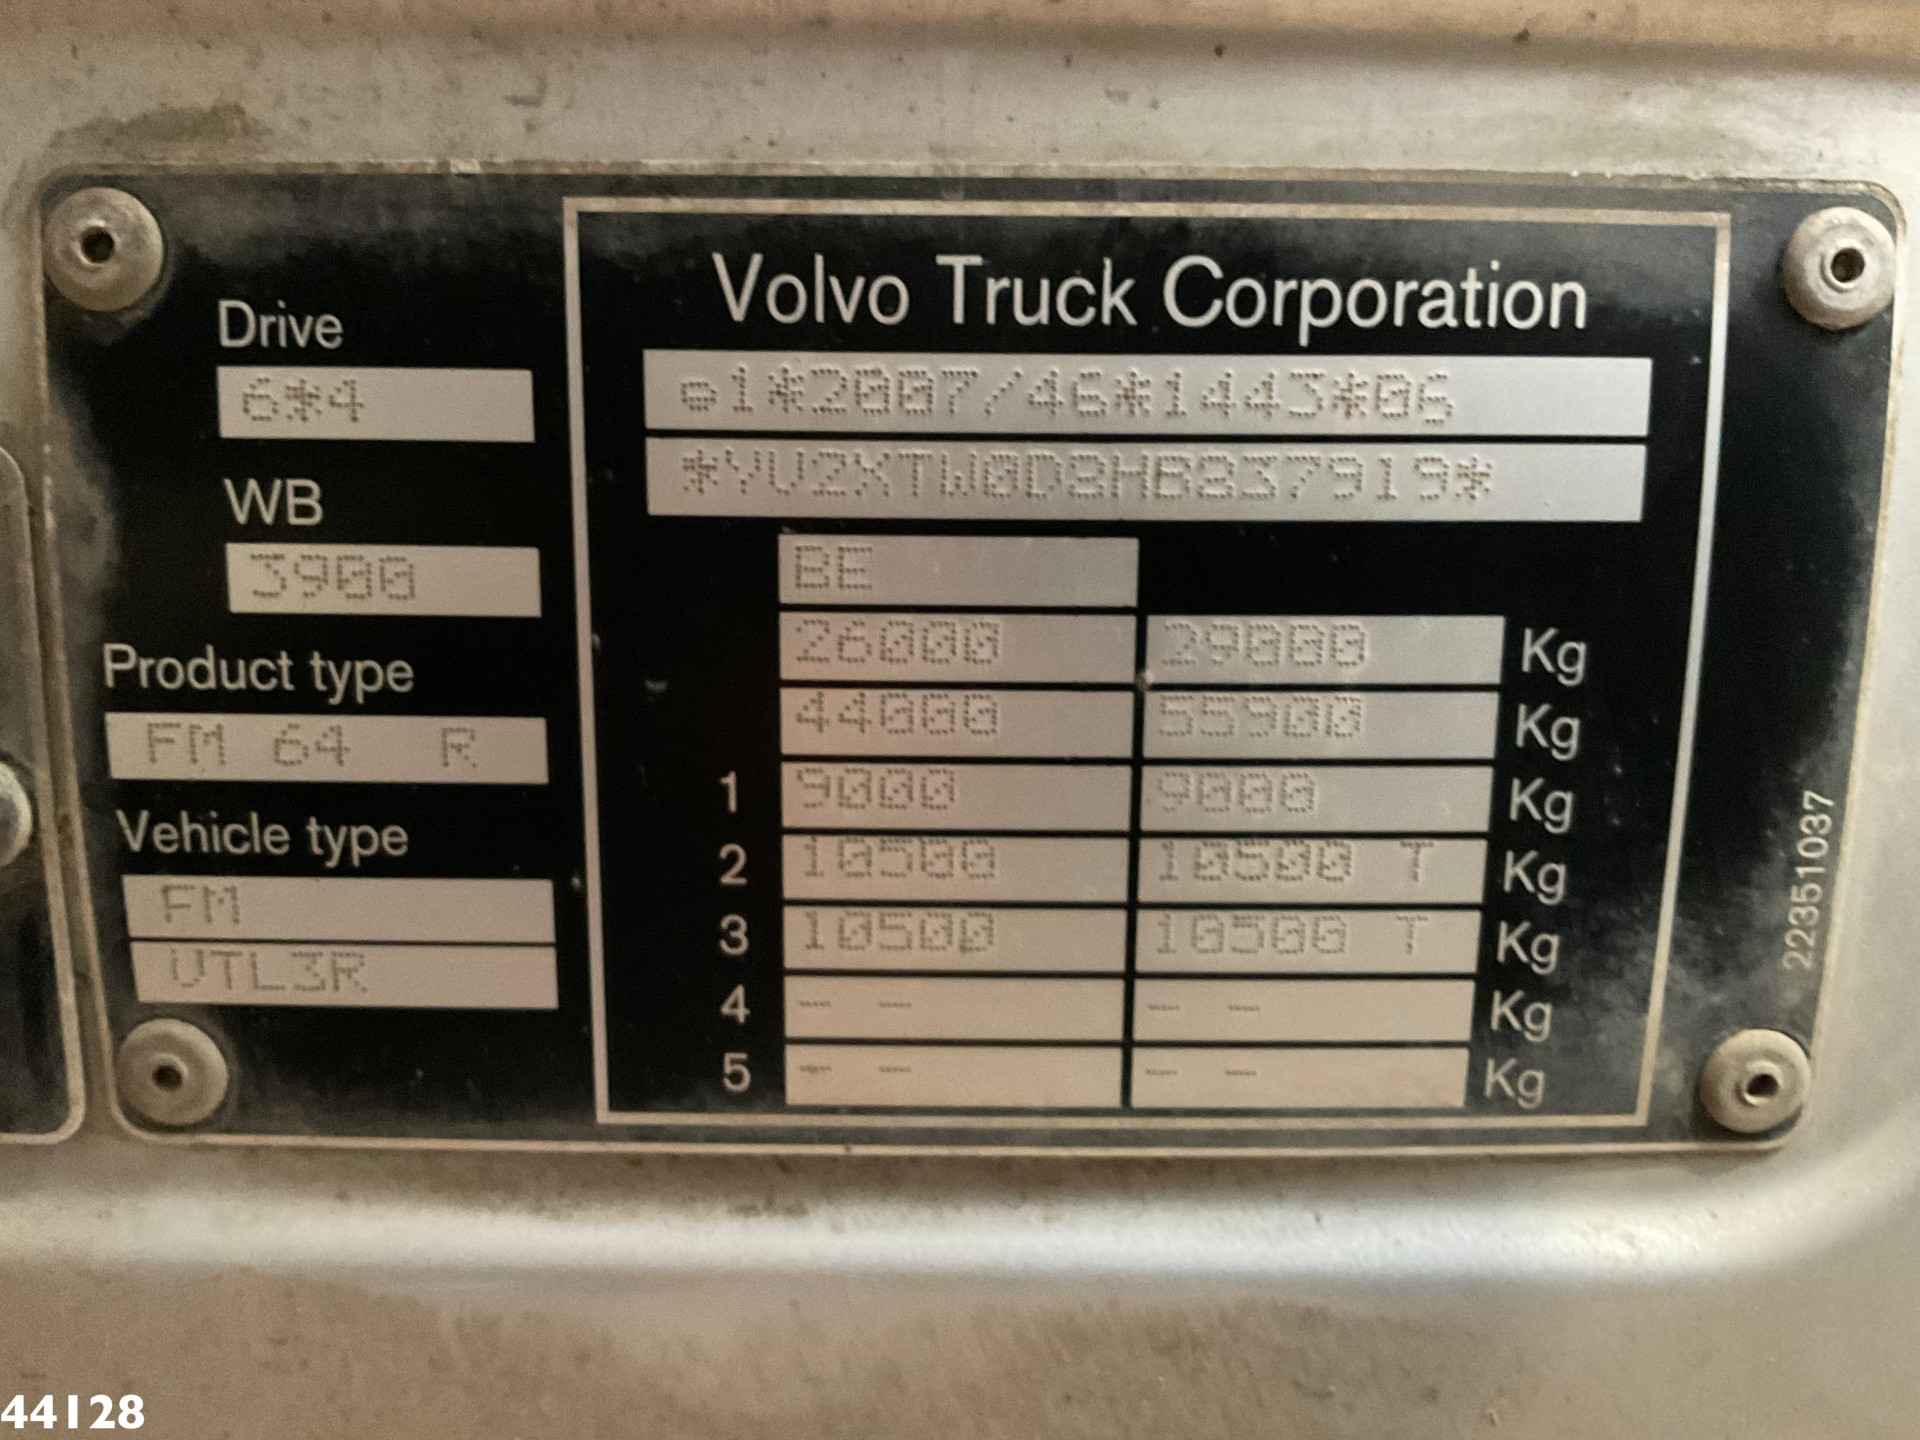 Drive
6*4
WB
3900
Product type
FM 64 R
Vehicle type
FM
VTL3R
Volvo Truck Corporation
e1*2007/46*1443*06
*YV2XTW0D8HB837919*
BE
26000 29000 Kg
44000 55900 Kg
1 9000 9000 Kg
2 10500 10500 T Kg
3 10500 10500 T Kg
4 -- -- -- -- Kg
5 -- -- -- -- Kg
22351037
44128